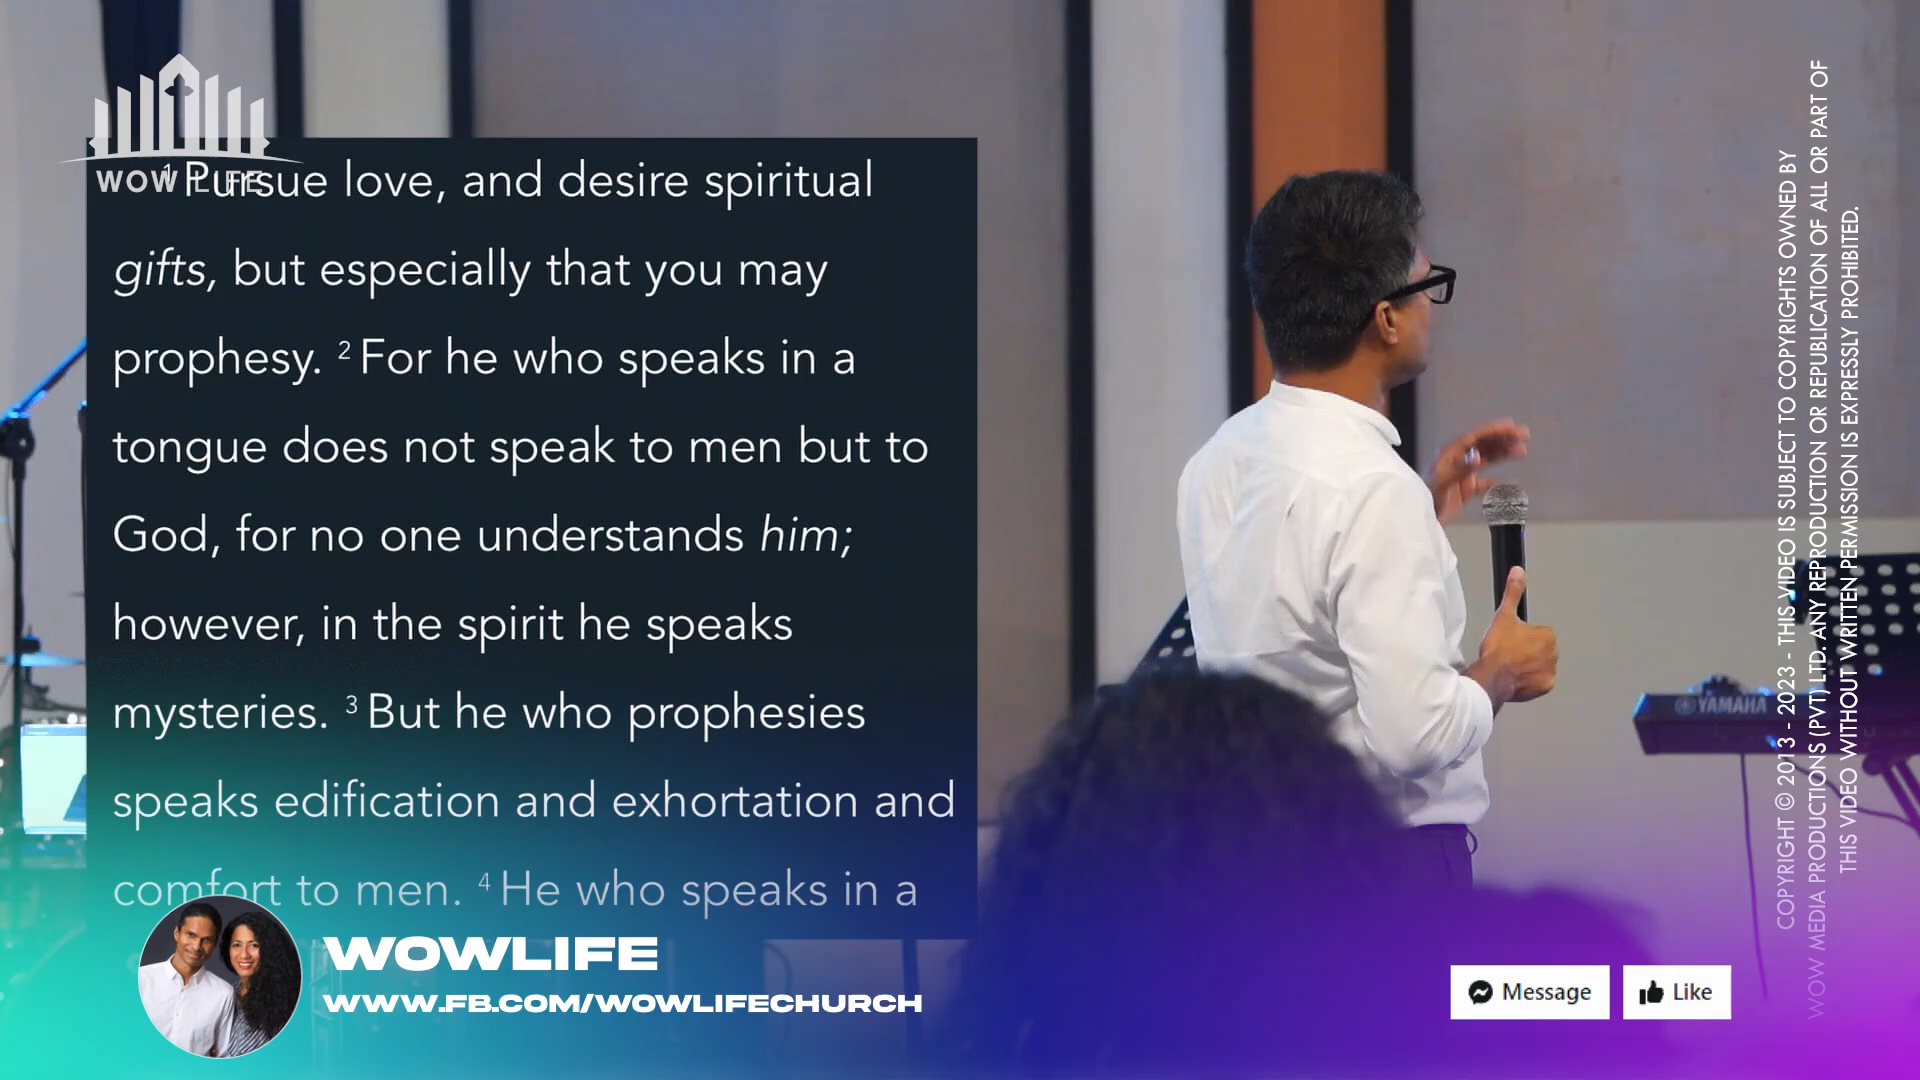 WOW LIFE
1 Pursue love, and desire spiritual
gifts, but especially that you may
prophesy. 2 For he who speaks in a
tongue does not speak to men but to
God, for no one understands him;
however, in the spirit he speaks
mysteries. 3 But he who prophesies
speaks edification and exhortation and
comfort to men. 4 He who speaks in a
WOWLIFE
WWW.FB.COM/WOWLIFECHURCH
Message
Like
YAMAHA
COPYRIGHT © 2013 - 2023 - THIS VIDEO IS SUBJECT TO COPYRIGHTS OWNED BY
WOW MEDIA PRODUCTIONS (PVT) LTD. ANY REPRODUCTION OR REPUBLICATION OF ALL OR PART OF
THIS VIDEO WITHOUT WRITTEN PERMISSION IS EXPRESSLY PROHIBITED.